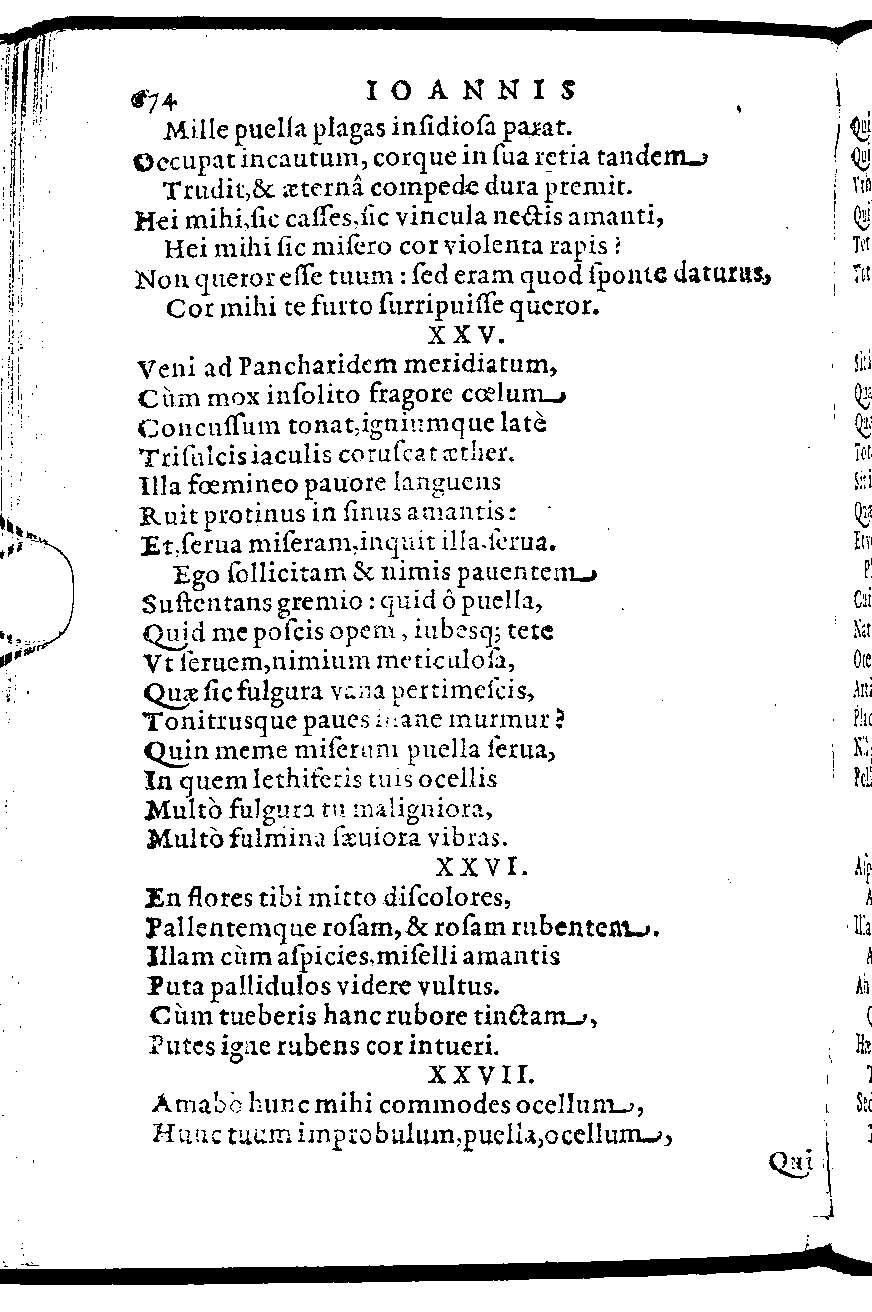 674 IOANNIS
Mille puella plagas inſidioſa parat.
Occupat incautum, corque in ſua retia tandem
Trudit, & æternâ compede dura premit.
Hei mihi, ſic caſſes, ſic vincula nectis amanti,
Hei mihi ſic miſero cor violenta rapis?
Non queror eſſe tuum : ſed eram quod ſponte daturus,
Cor mihi te furto ſurripuiſſe queror.
XXV.
Veni ad Pancharidem meridiatum,
Cùm mox inſolito fragore cœlum
Concuſſum tonat, igniumque latè
Triſulcis iaculis coruſcat æther.
Illa fœmineo pauore languens
Ruit protinus in ſinus amantis:
Et, ſerua miſeram, inquit illa, ſerua.
Ego ſollicitam & nimis pauentem
Suſtentans gremio : quid ô puella,
Quid me poſcis opem, iubesq; tete
Vt ſeruem, nimium meticuloſa,
Quæ ſic fulgura vana pertimeſcis,
Tonitrusque paues inane murmur?
Quin meme miſerum puella ſerua,
In quem lethiferis tuis ocellis
Multò fulgura tu maligniora,
Multò fulmina ſæuiora vibras.
XXVI.
En flores tibi mitto diſcolores,
Pallentemque roſam, & roſam rubentem.
Illam cùm aſpicies, miſelli amantis
Puta pallidulos videre vultus.
Cùm tueberis hanc rubore tinctam,
Putes igne rubens cor intueri.
XXVII.
Amabò hunc mihi commodes ocellum,
Hunc tuum improbulum, puella, ocellum,
Qui